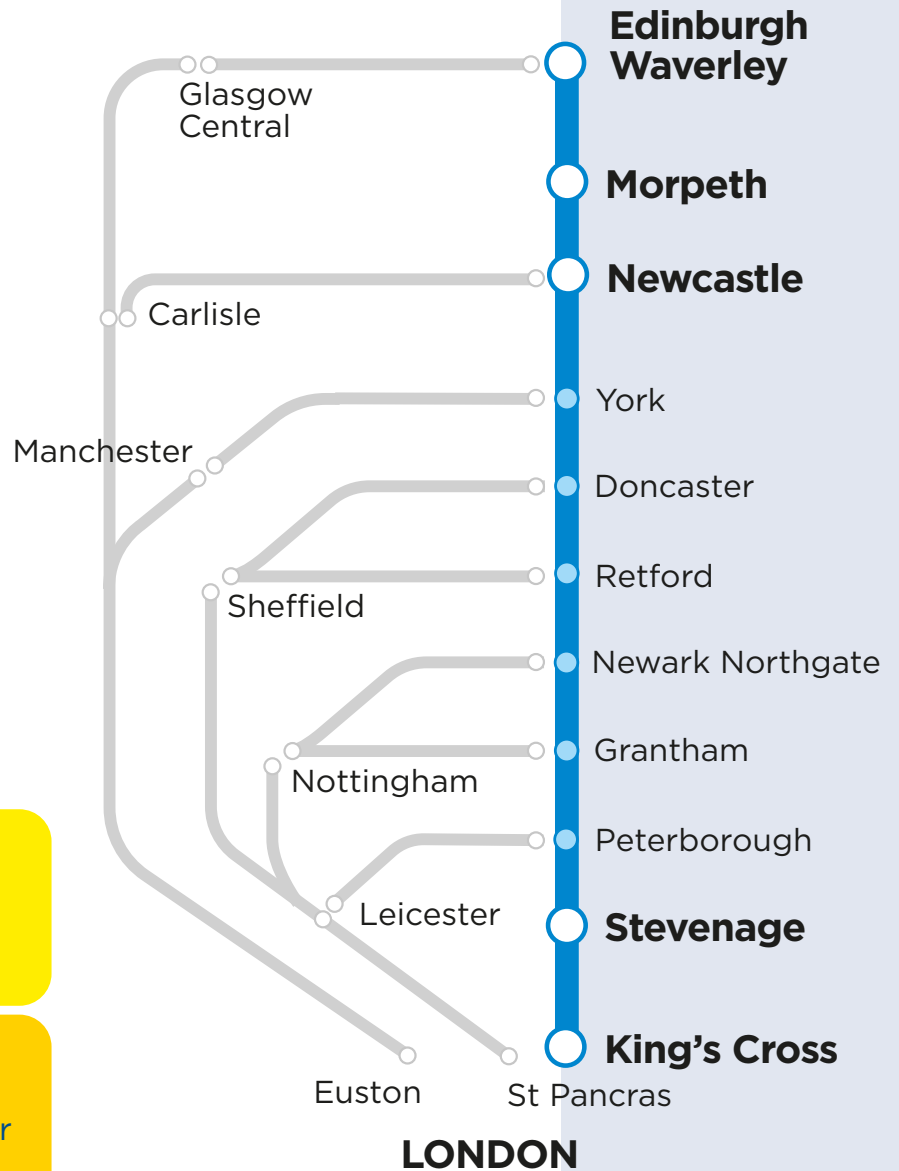 Edinburgh
Waverley
Glasgow
Central
Morpeth
Newcastle
Carlisle
York
Manchester
Doncaster
Retford
Sheffield
Newark Northgate
Grantham
Nottingham
Peterborough
Leicester
Stevenage
King's Cross
Euston
St Pancras
r
LONDON